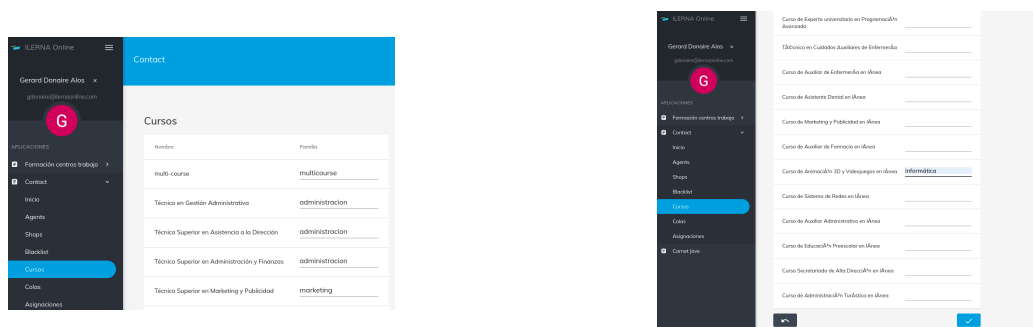 ILERNA Online
Contact
Gerard Donaire Alos ×
gdonaire@ilernaonline.com
G
APLICACIONES
Formación centros trabajo
Contact
Inicio
Agents
Shops
Blacklist
Cursos
Colas
Asignaciones
Cursos
Nombre Familia
multi-course multicourse
Técnico en Gestión Administrativa administracion
Técnico Superior en Asistencia a la Dirección administracion
Técnico Superior en Administración y Finanzas administracion
Técnico Superior en Marketing y Publicidad marketing
ILERNA Online
Gerard Donaire Alos ×
gdonaire@ilernaonline.com
G
APLICACIONES
Formación centros trabajo
Contact
Inicio
Agents
Shops
Blacklist
Cursos
Colas
Asignaciones
Carnet Jove
Curso de Experto universitario en ProgramaciÃ³n
Avanzada
TÃ©cnico en Cuidados Auxiliares de EnfermerÃ­a
Curso de Auxiliar de EnfermerÃ­a en lÃ­nea
Curso de Asistente Dental en lÃ­nea
Curso de Marketing y Publicidad en lÃ­nea
Curso de Auxiliar de Farmacia en lÃ­nea
Curso de AnimaciÃ³n 3D y Videojuegos en lÃ­nea Informática
Curso de Sistema de Redes en lÃ­nea
Curso de Auxiliar Administrativo en lÃ­nea
Curso de EducaciÃ³n Preescolar en lÃ­nea
Curso Secretariado de Alta DirecciÃ³n en lÃ­nea
Curso de AdministraciÃ³n TurÃ­stica en lÃ­nea